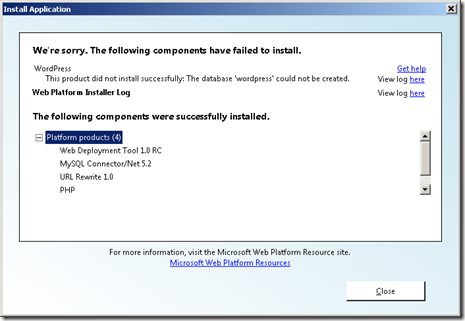 Install Application
We're sorry. The following components have failed to install.
WordPress Get help
This product did not install successfully: The database 'wordpress' could not be created. View log here
Web Platform Installer Log View log here
The following components were successfully installed.
Platform products (4)
Web Deployment Tool 1.0 RC
MySQL Connector/Net 5.2
URL Rewrite 1.0
PHP
For more information, visit the Microsoft Web Platform Resource site.
Microsoft Web Platform Resources
Close